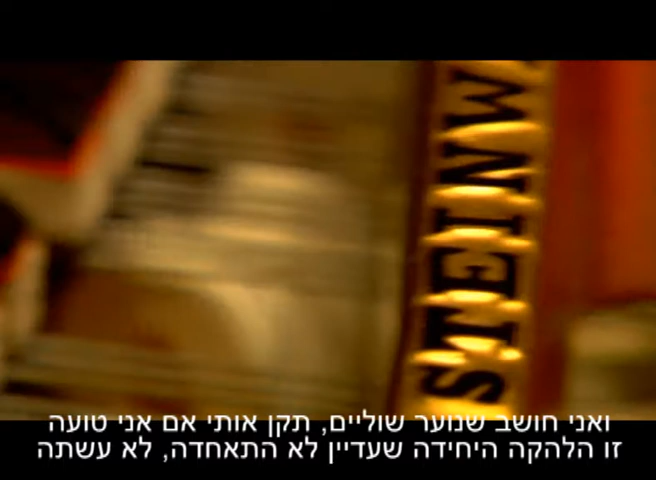 STEINWA
ואני חושב שנוער שוליים, תקן אותי אם אני טועה
זו הלהקה היחידה שעדיין לא התאחדה, לא עשתה